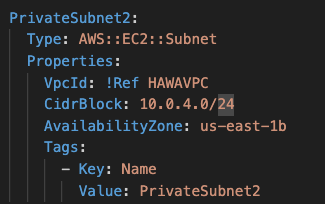 PrivateSubnet2:
  Type: AWS::EC2::Subnet
  Properties:
    VpcId: !Ref HAWAVPC
    CidrBlock: 10.0.4.0/24
    AvailabilityZone: us-east-1b
    Tags:
      - Key: Name
        Value: PrivateSubnet2